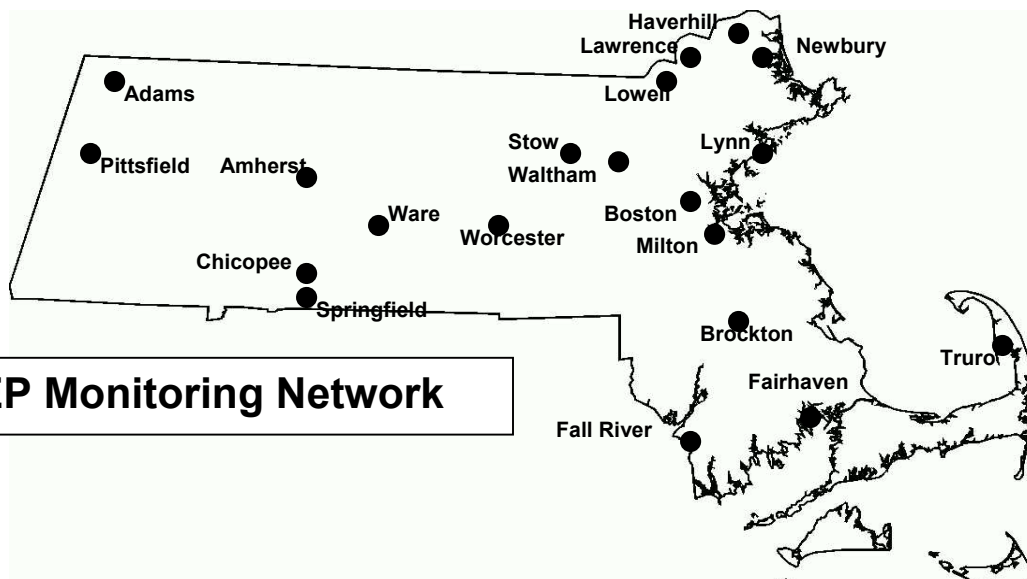 Haverhill
Lawrence
Newbury
Adams
Lowell
Stow
Lynn
Pittsfield
Amherst
Waltham
Boston
Ware
Worcester
Milton
Chicopee
Springfield
Brockton
Truro
Fairhaven
EP Monitoring Network
Fall River